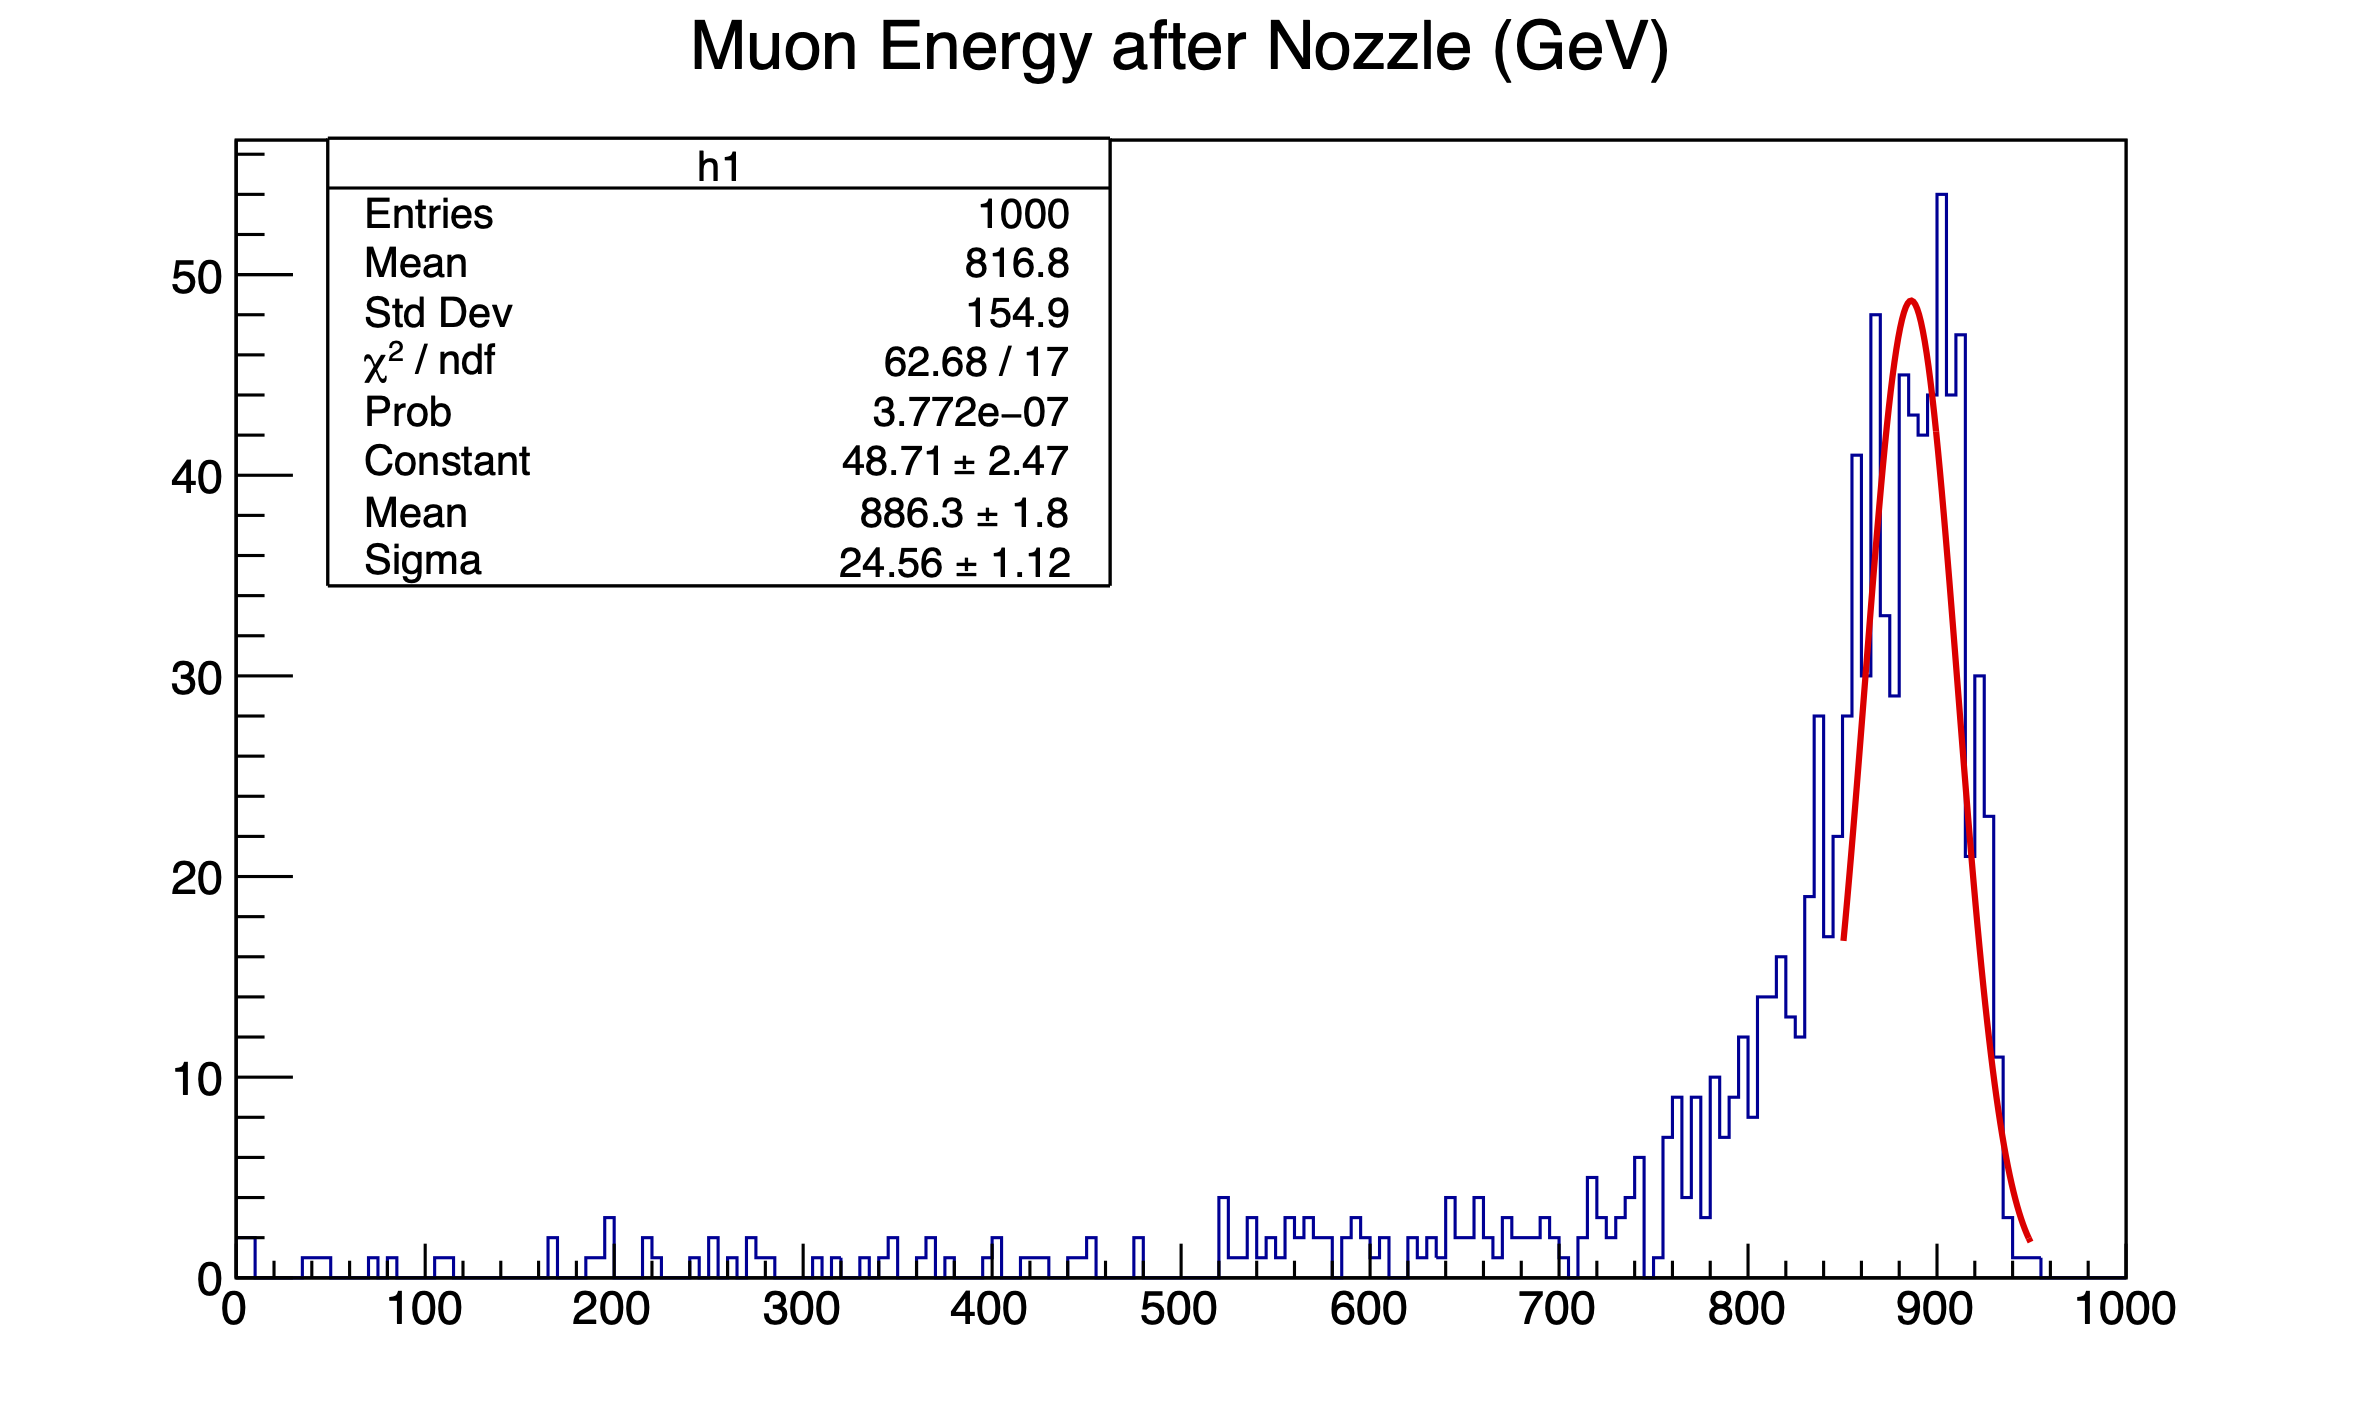 Muon Energy after Nozzle (GeV)
h1
Entries 1000
Mean 816.8
Std Dev 154.9
χ² / ndf 62.68 / 17
Prob 3.772e−07
Constant 48.71 ± 2.47
Mean 886.3 ± 1.8
Sigma 24.56 ± 1.12
50
40
30
20
10
0
0 100 200 300 400 500 600 700 800 900 1000